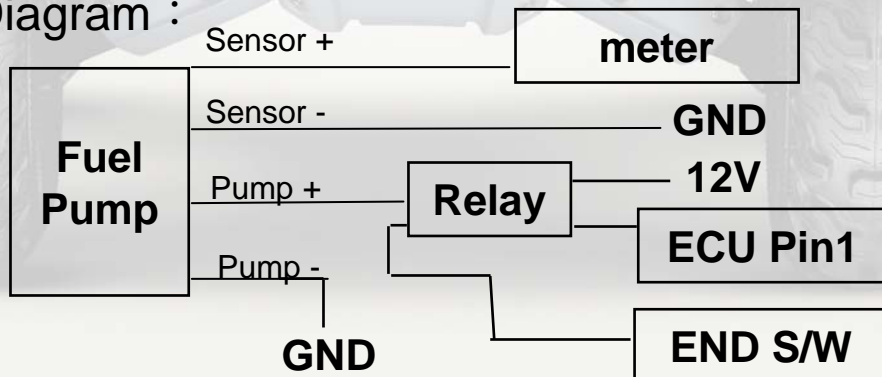 Diagram：
Sensor +
meter
Sensor -
GND
Fuel
Pump
12V
Pump +
Relay
ECU Pin1
Pump -
GND
END S/W